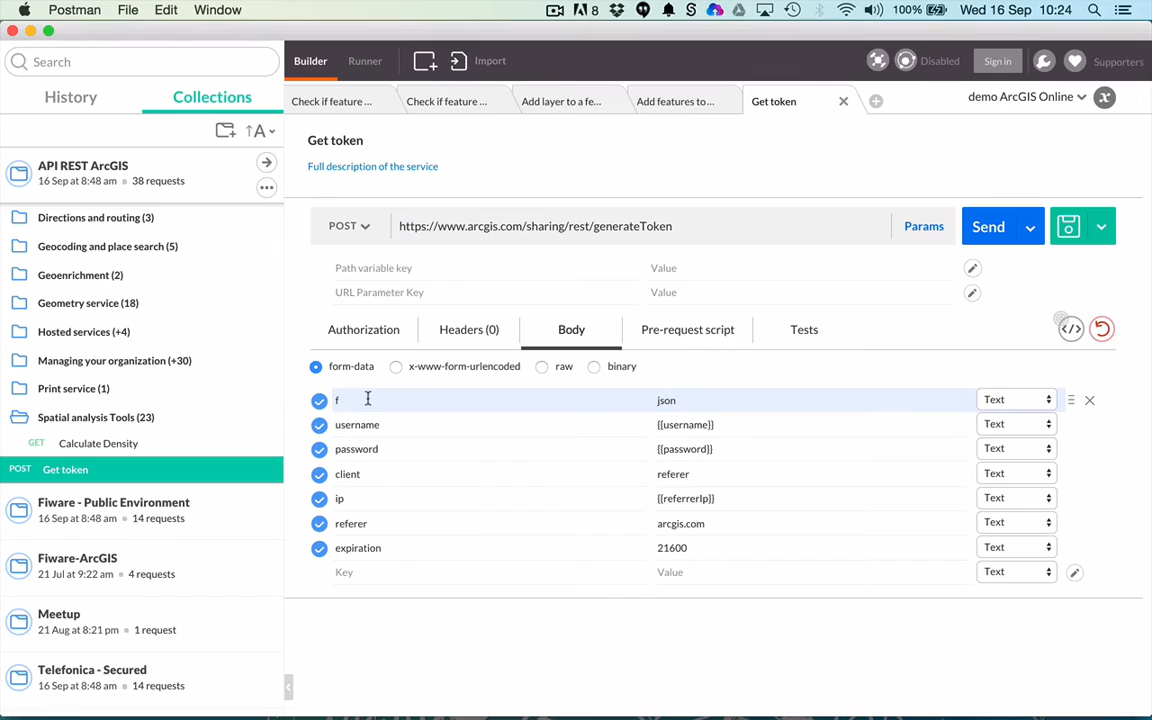 Postman File Edit Window 8 S 100% Wed 16 Sep 10:24
Search
Builder Runner Import Disabled Sign in Supporters
History Collections
Check if feature ... Check if feature ... Add layer to a fe... Add features to... Get token demo ArcGIS Online x
A
Get token
Full description of the service
API REST ArcGIS
16 Sep at 8:48 am 38 requests
Directions and routing (3)
Geocoding and place search (5)
Geoenrichment (2)
Geometry service (18)
Hosted services (+4)
Managing your organization (+30)
Print service (1)
Spatial analysis Tools (23)
GET Calculate Density
POST Get token
Fiware - Public Environment
16 Sep at 8:48 am 14 requests
Fiware-ArcGIS
21 Jul at 9:22 am 4 requests
Meetup
21 Aug at 8:21 pm 1 request
Telefonica - Secured
16 Sep at 8:48 am 14 requests
POST https://www.arcgis.com/sharing/rest/generateToken Params Send
Path variable key Value
URL Parameter Key Value
Authorization Headers (0) Body Pre-request script Tests
form-data x-www-form-urlencoded raw binary
f json Text
username {{username}} Text
password {{password}} Text
client referer Text
ip {{referrerIp}} Text
referer arcgis.com Text
expiration 21600 Text
Key Value Text